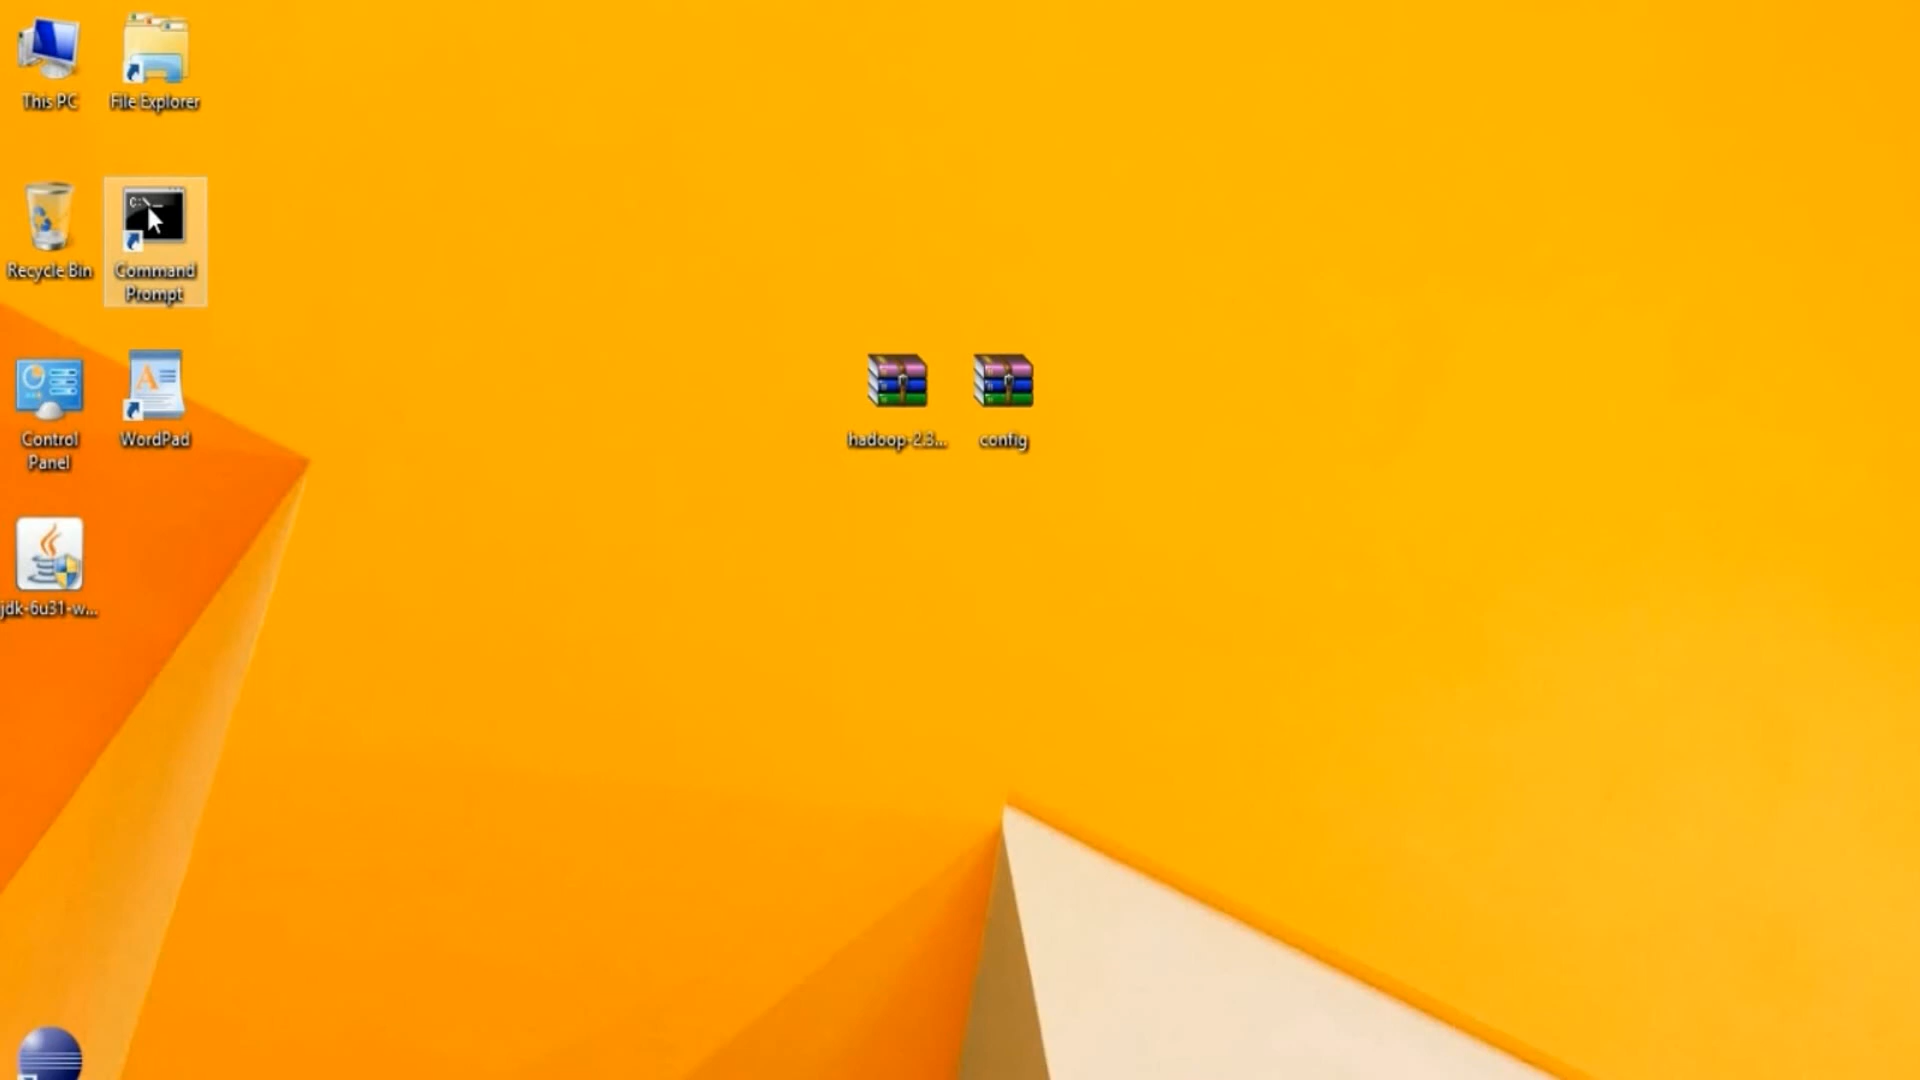 This PC
File Explorer
Recycle Bin
C:\_
Command
Prompt
Control
Panel
WordPad
hadoop-2.3...
config
jdk-6u31-w...